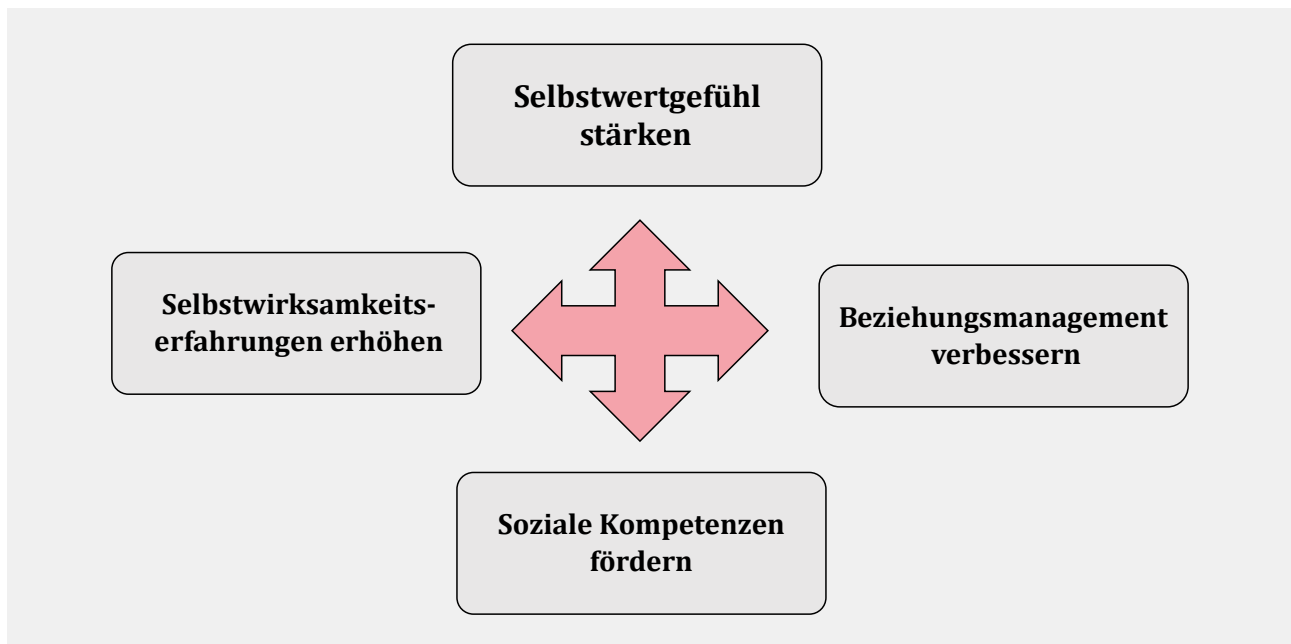 Selbstwertgefühl
stärken
Selbstwirksamkeits-
erfahrungen erhöhen
Beziehungsmanagement
verbessern
Soziale Kompetenzen
fördern